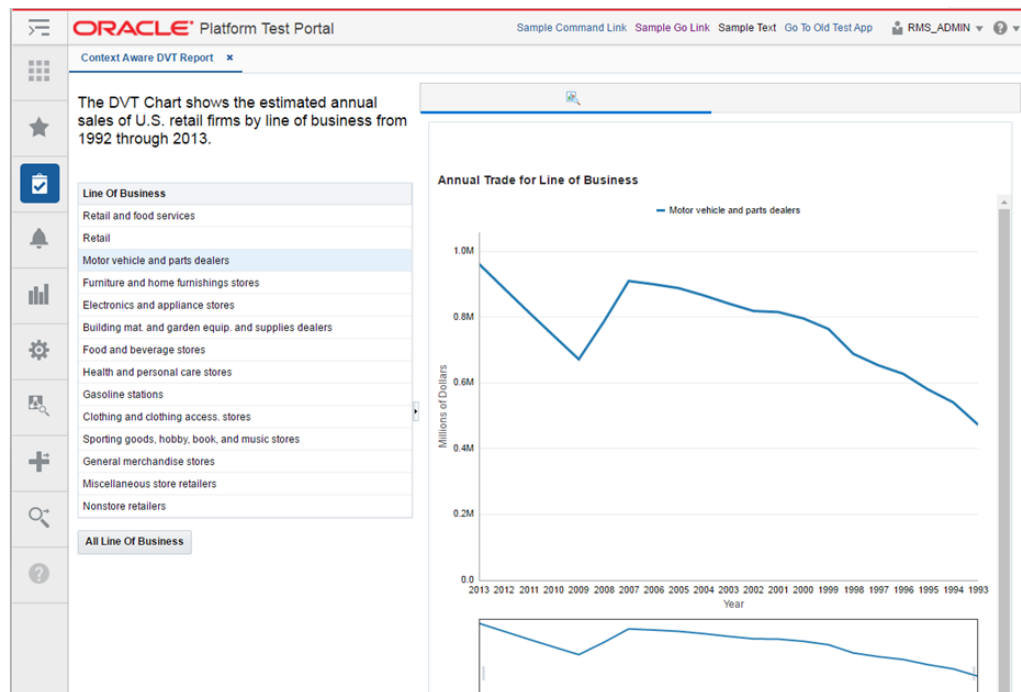 ORACLE® Platform Test Portal
Sample Command Link Sample Go Link Sample Text Go To Old Test App RMS_ADMIN
Context Aware DVT Report
The DVT Chart shows the estimated annual
sales of U.S. retail firms by line of business from
1992 through 2013.
Line Of Business
Retail and food services
Retail
Motor vehicle and parts dealers
Furniture and home furnishings stores
Electronics and appliance stores
Building mat. and garden equip. and supplies dealers
Food and beverage stores
Health and personal care stores
Gasoline stations
Clothing and clothing access. stores
Sporting goods, hobby, book, and music stores
General merchandise stores
Miscellaneous store retailers
Nonstore retailers
All Line Of Business
Annual Trade for Line of Business
Motor vehicle and parts dealers
1.0M
0.8M
0.6M
0.4M
0.2M
0.0
Millions of Dollars
2013 2012 2011 2010 2009 2008 2007 2006 2005 2004 2003 2002 2001 2000 1999 1998 1997 1996 1995 1994 1993
Year